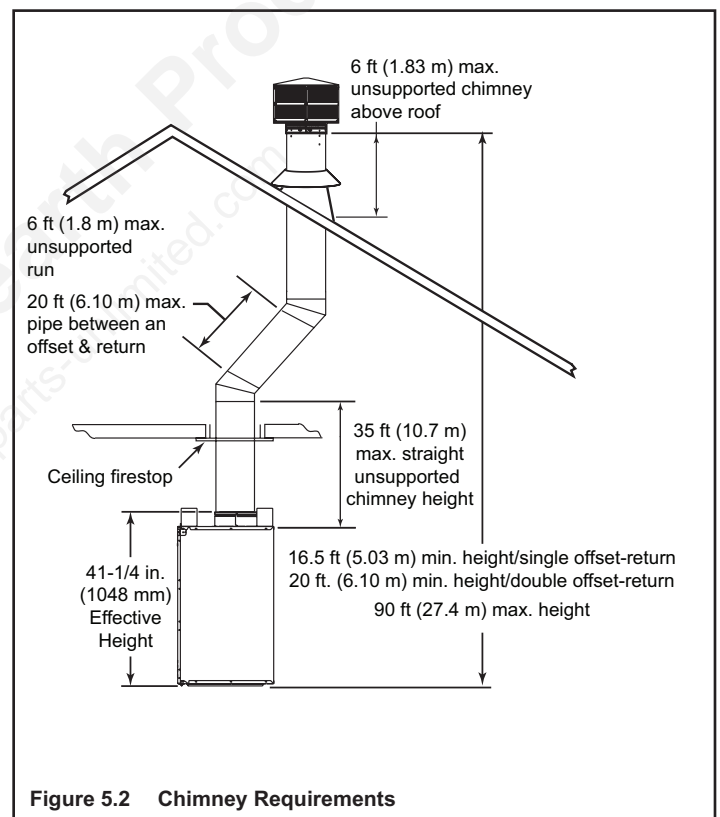 6 ft (1.83 m) max.
unsupported chimney
above roof
6 ft (1.8 m) max.
unsupported
run
20 ft (6.10 m) max.
pipe between an
offset & return
Ceiling firestop
35 ft (10.7 m)
max. straight
unsupported
chimney height
41-1/4 in.
(1048 mm)
Effective
Height
16.5 ft (5.03 m) min. height/single offset-return
20 ft. (6.10 m) min. height/double offset-return
90 ft (27.4 m) max. height
Figure 5.2 Chimney Requirements